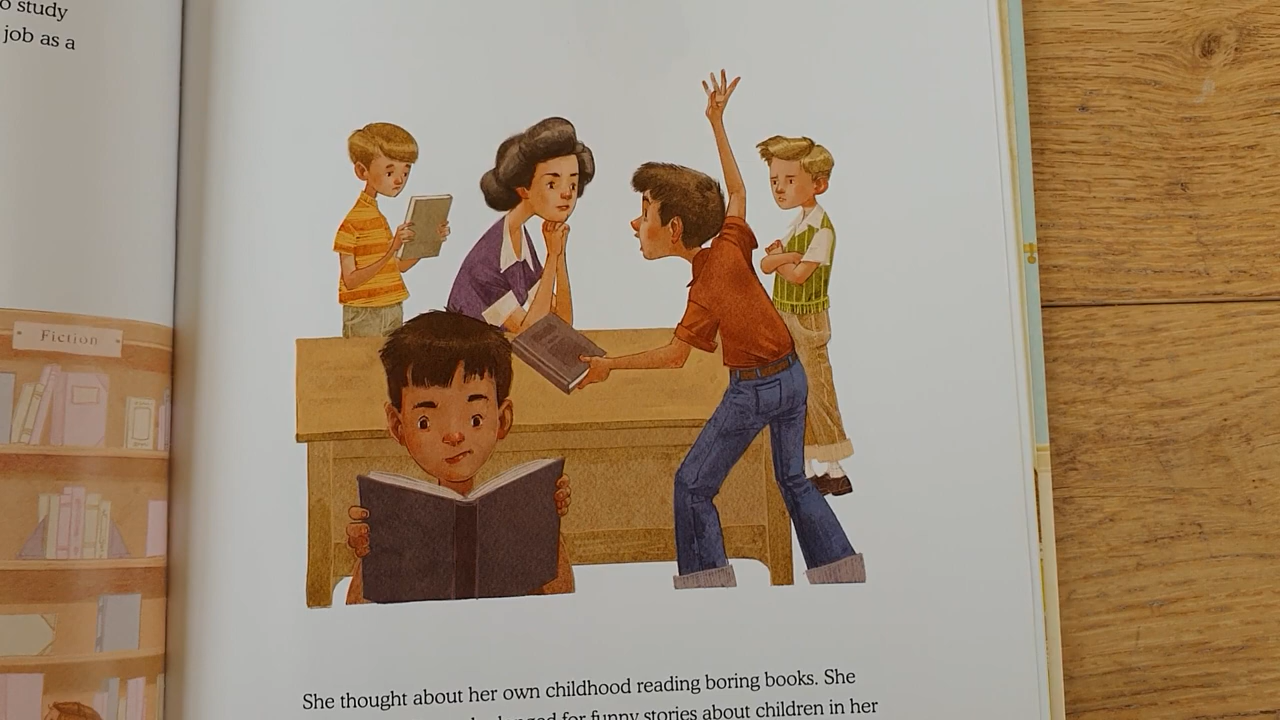 o study
job as a
Fiction
She thought about her own childhood reading boring books. She
longed for funny stories about children in her